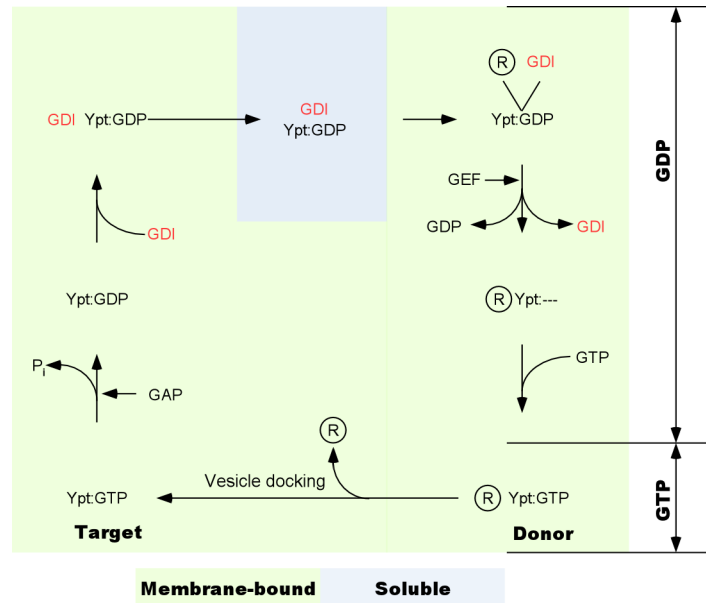 R GDI
GDI Ypt:GDP
GDI
Ypt:GDP
Ypt:GDP
GDP
GEF
GDP
GDI
GDI
Ypt:GDP
R Ypt:---
Pi
GAP
GTP
R
Vesicle docking
Ypt:GTP
R Ypt:GTP
GTP
Target
Donor
Membrane-bound
Soluble